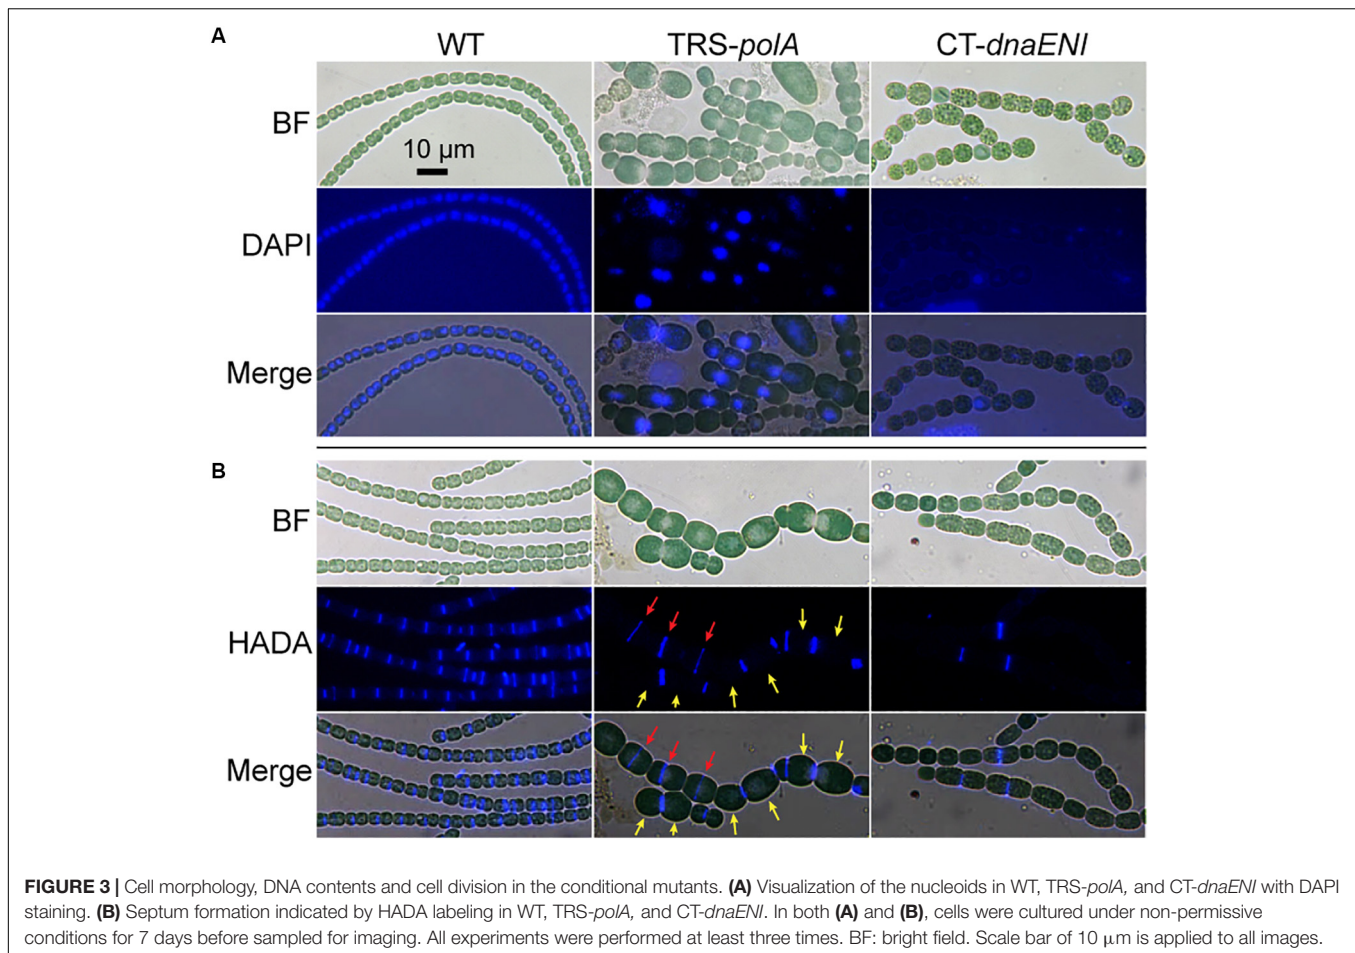 A
WT TRS-polA CT-dnaENI
BF
10 µm
DAPI
Merge
B
BF
HADA
Merge
FIGURE 3 | Cell morphology, DNA contents and cell division in the conditional mutants. (A) Visualization of the nucleoids in WT, TRS-polA, and CT-dnaENI with DAPI
staining. (B) Septum formation indicated by HADA labeling in WT, TRS-polA, and CT-dnaENI. In both (A) and (B), cells were cultured under non-permissive
conditions for 7 days before sampled for imaging. All experiments were performed at least three times. BF: bright field. Scale bar of 10 µm is applied to all images.